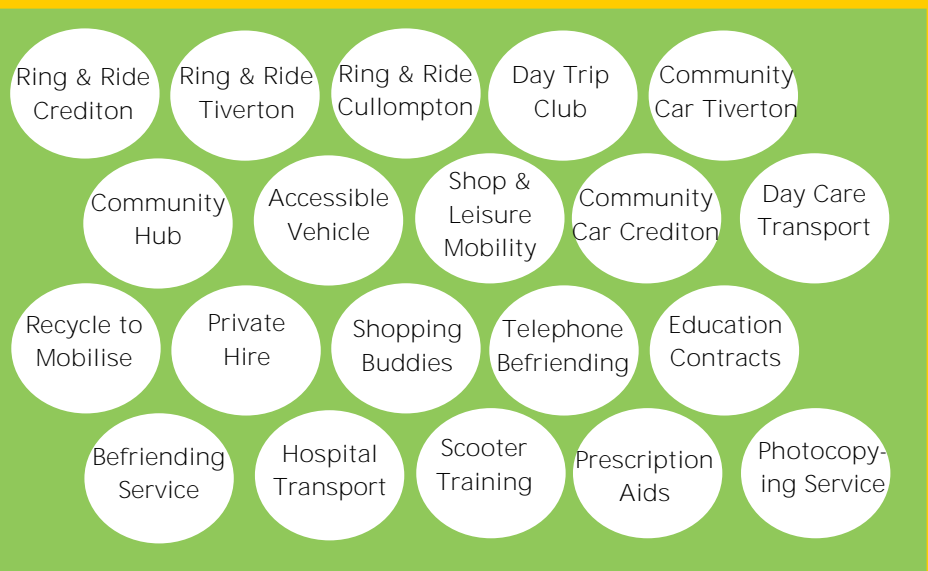 Ring & Ride
Crediton
Ring & Ride
Tiverton
Ring & Ride
Cullompton
Day Trip
Club
Community
Car Tiverton
Community
Hub
Accessible
Vehicle
Shop &
Leisure
Mobility
Community
Car Crediton
Day Care
Transport
Recycle to
Mobilise
Private
Hire
Shopping
Buddies
Telephone
Befriending
Education
Contracts
Befriending
Service
Hospital
Transport
Scooter
Training
Prescription
Aids
Photocopy-
ing Service